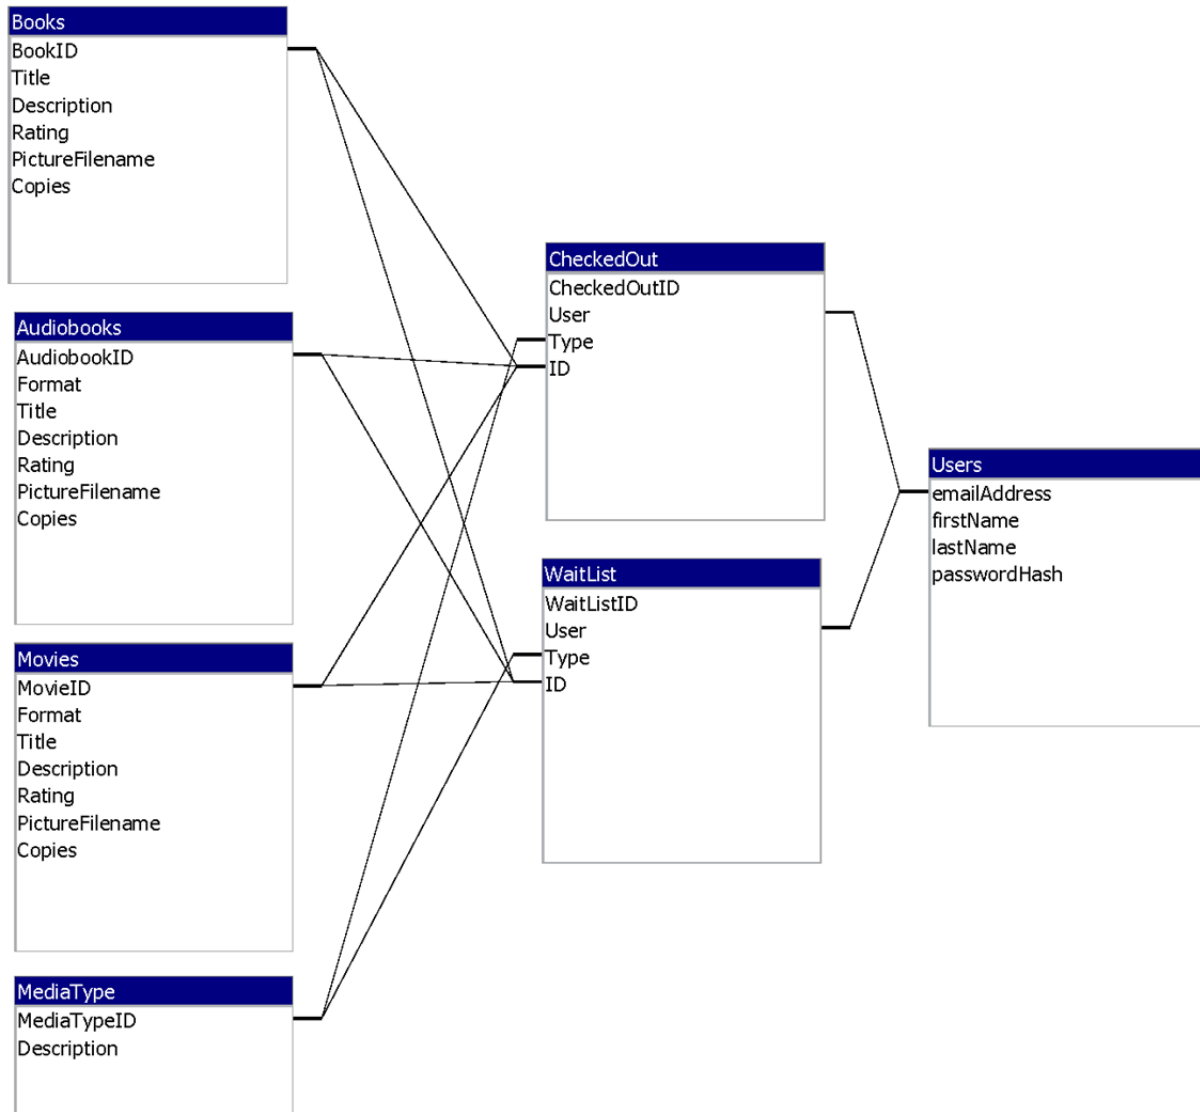 Books
BookID
Title
Description
Rating
PictureFilename
Copies
Audiobooks
AudiobookID
Format
Title
Description
Rating
PictureFilename
Copies
Movies
MovieID
Format
Title
Description
Rating
PictureFilename
Copies
MediaType
MediaTypeID
Description
CheckedOut
CheckedOutID
User
Type
ID
WaitList
WaitListID
User
Type
ID
Users
emailAddress
firstName
lastName
passwordHash